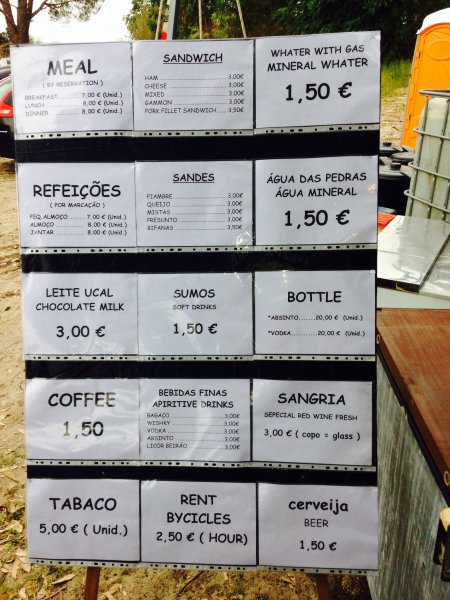 MEAL
( BY RESERVATION )
BREAKFAST............7,00 € (Unid.)
LUNCH..................8,00 € (Unid.)
DINNER................8,00 € (Unid.)
SANDWICH
HAM..............................3,00€
CHEESE..........................3,00€
MIXED...........................3,00€
GAMMON......................3,00€
PORK FILLET SANDWICH......3,50€
WHATER WITH GAS
MINERAL WHATER
1,50 €
REFEIÇÕES
( FOR MARCAÇÃO )
PEQ ALMOÇO......7,00 € (Unid.)
ALMOÇO..............8,00 € (Unid.)
JANTAR..............8,00 € (Unid.)
SANDES
FIAMBRE........................3,00€
QUEIJO..........................3,00€
MISTAS..........................3,00€
PRESUNTO......................3,00€
BIFANAS........................3,50€
ÁGUA DAS PEDRAS
ÁGUA MINERAL
1,50 €
LEITE UCAL
CHOCOLATE MILK
3,00 €
SUMOS
SOFT DRINKS
1,50 €
BOTTLE
*ABSINTO.........20,00 € (Unid)
*VODKA............20,00 € (Unid.)
COFFEE
1,50
BEBIDAS FINAS
APIRITIVE DRINKS
BAGAÇO........................3,00€
WISHKY.........................3,00€
VODKA..........................3,00€
ABSINTO.......................3,00€
LICOR BEIRÃO................3,00€
SANGRIA
SEPECIAL RED WINE FRESH
3,00 € ( copo = glass )
TABACO
5,00 € ( Unid.)
RENT
BYCICLES
2,50 € ( HOUR)
cerveija
BEER
1,50 €